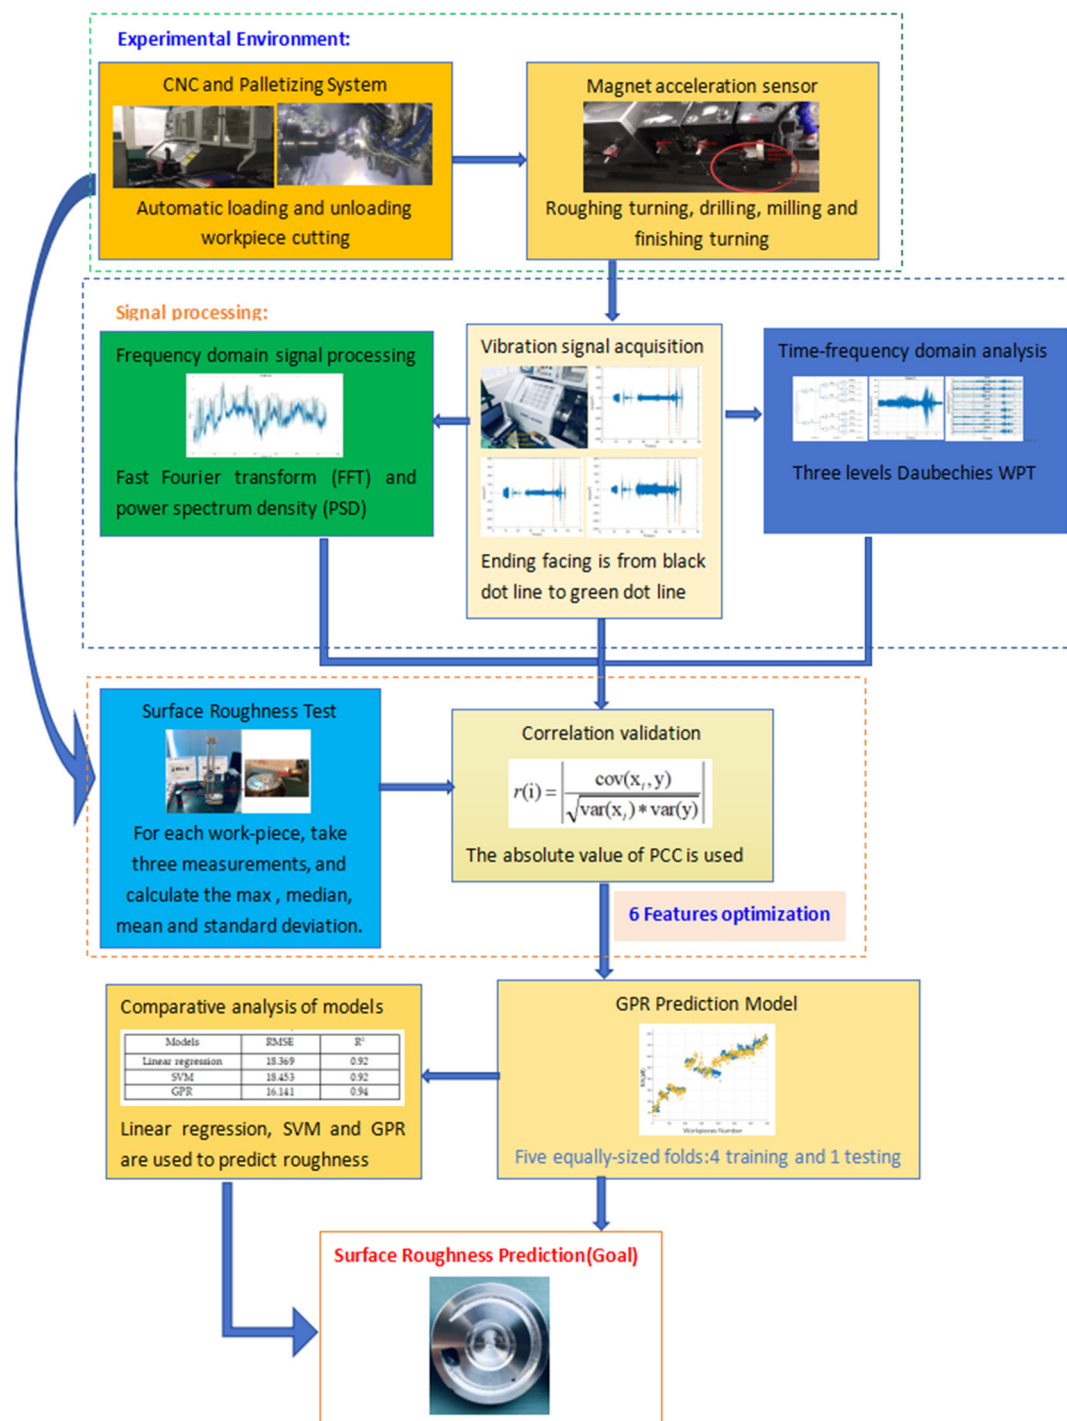 Experimental Environment:
CNC and Palletizing System
Automatic loading and unloading
workpiece cutting
Magnet acceleration sensor
Roughing turning, drilling, milling and
finishing turning
Signal processing:
Frequency domain signal processing
Fast Fourier transform (FFT) and
power spectrum density (PSD)
Vibration signal acquisition
Ending facing is from black
dot line to green dot line
Time-frequency domain analysis
Three levels Daubechies WPT
Surface Roughness Test
For each work-piece, take
three measurements, and
calculate the max , median,
mean and standard deviation.
Correlation validation
r(i) = | cov(x_i, y) / √var(x_i) * var(y) |
The absolute value of PCC is used
6 Features optimization
Comparative analysis of models
Models RMSE R²
Linear regression 18.369 0.92
SVM 18.453 0.92
GPR 16.141 0.94
Linear regression, SVM and GPR
are used to predict roughness
GPR Prediction Model
Workpieces Number
Five equally-sized folds:4 training and 1 testing
Surface Roughness Prediction(Goal)